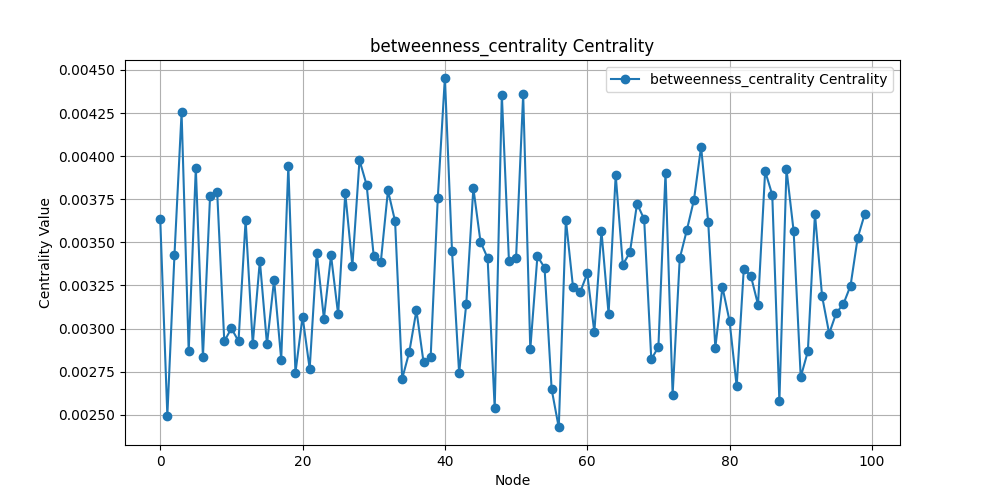 betweenness_centrality Centrality
betweenness_centrality Centrality
Centrality Value
0.00450
0.00425
0.00400
0.00375
0.00350
0.00325
0.00300
0.00275
0.00250
0 20 40 60 80 100
Node